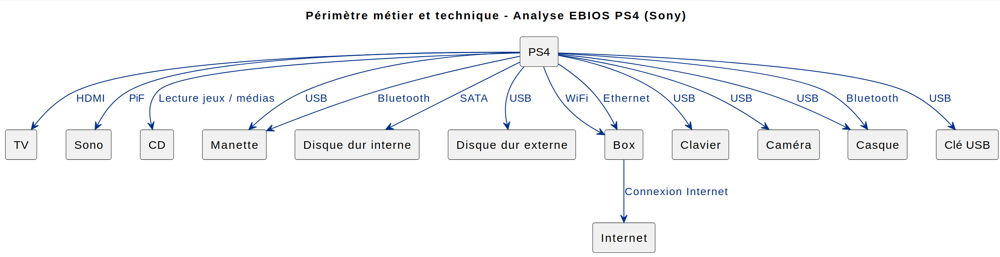 Périmètre métier et technique - Analyse EBIOS PS4 (Sony)
PS4
HDMI
PiF
Lecture jeux / médias
USB
Bluetooth
SATA
USB
WiFi
Ethernet
USB
USB
USB
Bluetooth
USB
TV
Sono
CD
Manette
Disque dur interne
Disque dur externe
Box
Clavier
Caméra
Casque
Clé USB
Connexion Internet
Internet